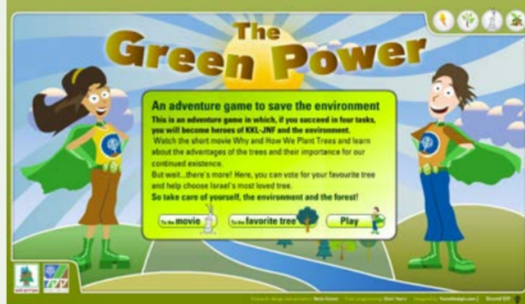 The
Green Power
An adventure game to save the environment
This is an adventure game in which, if you succeed in four tasks,
you will become heroes of KKL-JNF and the environment.
Watch the short movie Why and How We Plant Trees and learn
about the advantages of the trees and their importance for our
continued existence.
But wait...there's more! Here, you can vote for your favourite tree
and help choose Israel's most loved tree.
So take care of yourself, the environment and the forest!
To the movie
To the favorite tree
Play